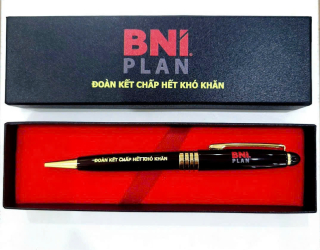 BNI
PLAN
ĐOÀN KẾT CHẤP HẾT KHÓ KHĂN
ĐOÀN KẾT CHẤP HẾT KHÓ KHĂN
BNI
PLAN